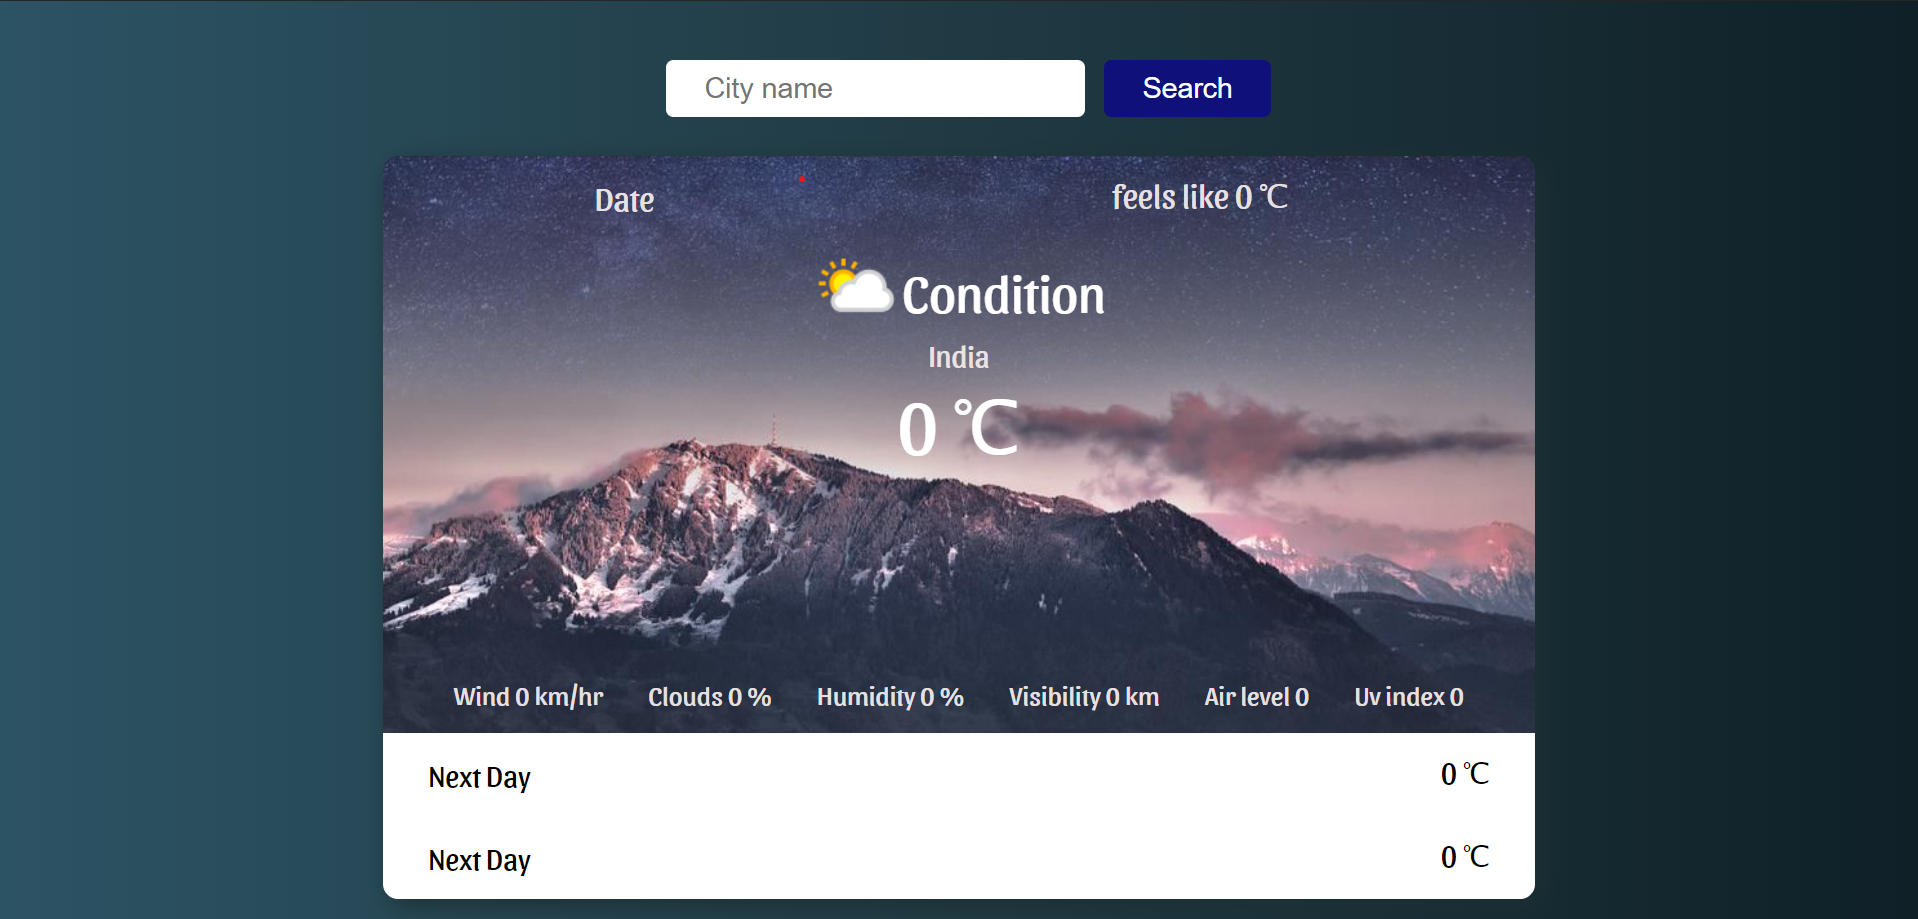 City name Search
Date feels like 0 ℃
Condition
India
0 ℃
Wind 0 km/hr Clouds 0 % Humidity 0 % Visibility 0 km Air level 0 Uv index 0
Next Day 0 ℃
Next Day 0 ℃